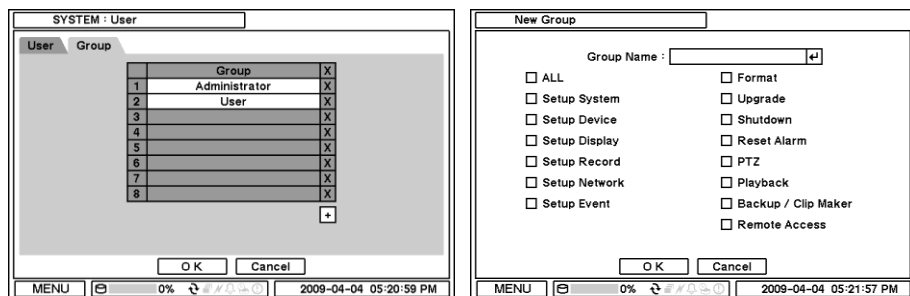 SYSTEM : User
User Group
Group X
1 Administrator X
2 User X
3 X
4 X
5 X
6 X
7 X
8 X
+
O K Cancel
MENU 0% 2009-04-04 05:20:59 PM
New Group
Group Name :
ALL Format
Setup System Upgrade
Setup Device Shutdown
Setup Display Reset Alarm
Setup Record PTZ
Setup Network Playback
Setup Event Backup / Clip Maker
Remote Access
O K Cancel
MENU 0% 2009-04-04 05:21:57 PM